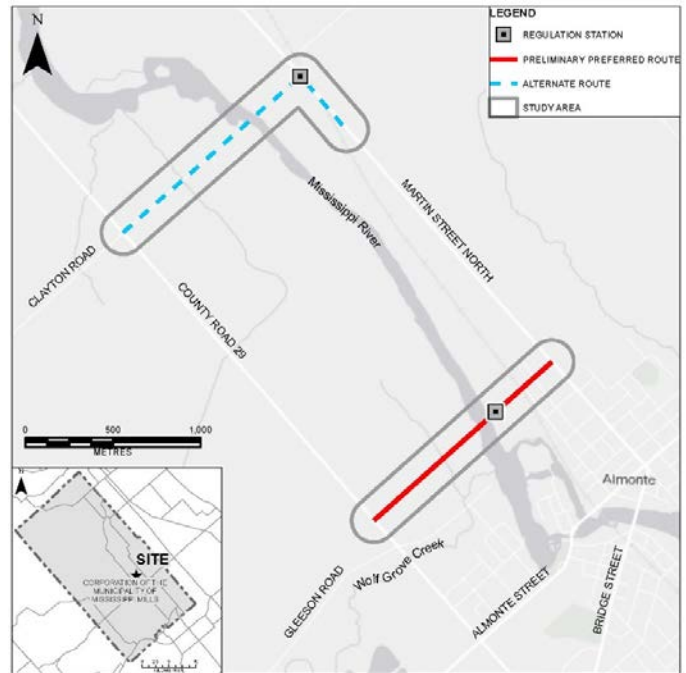 N
LEGEND
REGULATION STATION
PRELIMINARY PREFERRED ROUTE
ALTERNATE ROUTE
STUDY AREA
Mississippi River
MARTIN STREET NORTH
CLAYTON ROAD
COUNTY ROAD 29
0 500 1,000
METRES
Almonte
GLEESON ROAD
Wolf Grove Creek
ALMONTE STREET
BRIDGE STREET
N
SITE
CORPORATION OF THE
MUNICIPALITY OF
MISSISSIPPI MILLS